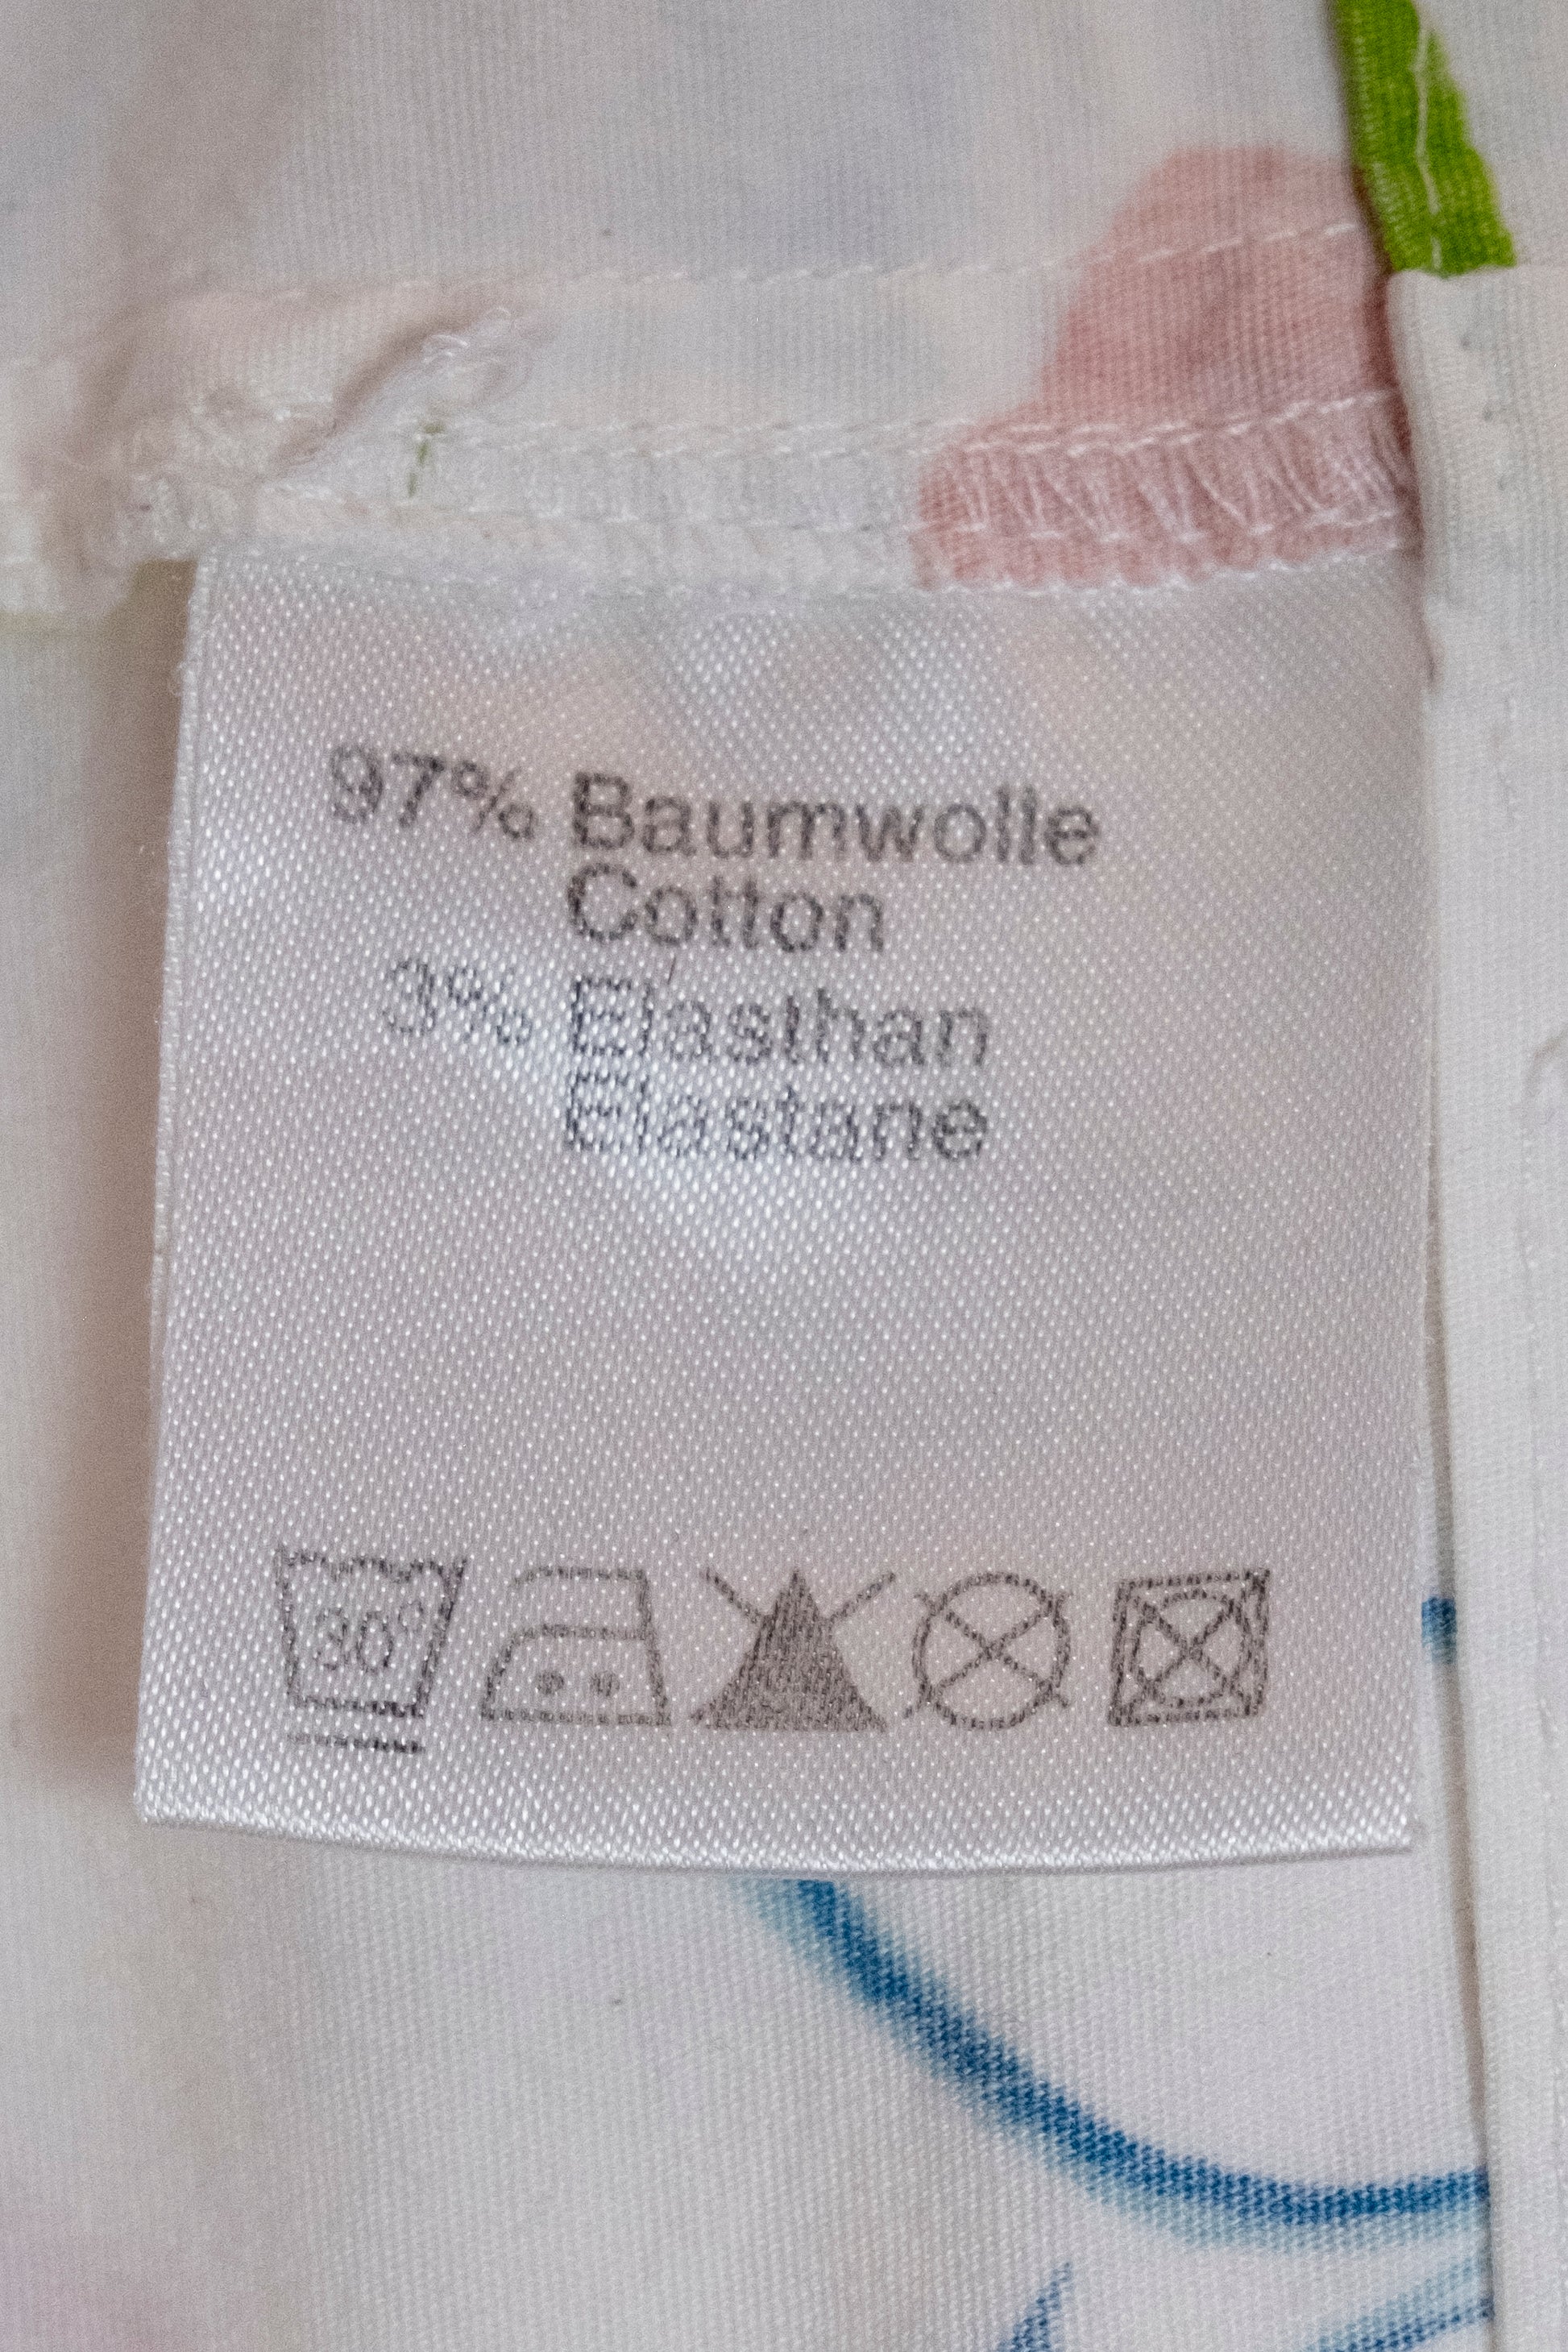 97% Baumwolle
Cotton
3% Elasthan
Elastane
30°